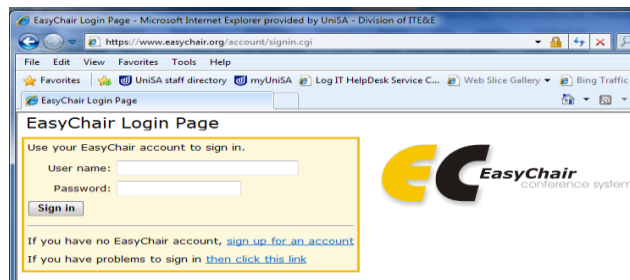 EasyChair Login Page - Microsoft Internet Explorer provided by UniSA - Division of ITE&E
https://www.easychair.org/account/signin.cgi
File Edit View Favorites Tools Help
Favorites UniSA staff directory myUniSA Log IT HelpDesk Service C... Web Slice Gallery Bing Traffic
EasyChair Login Page
EasyChair Login Page
Use your EasyChair account to sign in.
User name:
Password:
Sign in
If you have no EasyChair account, sign up for an account
If you have problems to sign in then click this link
EC EasyChair
conference system